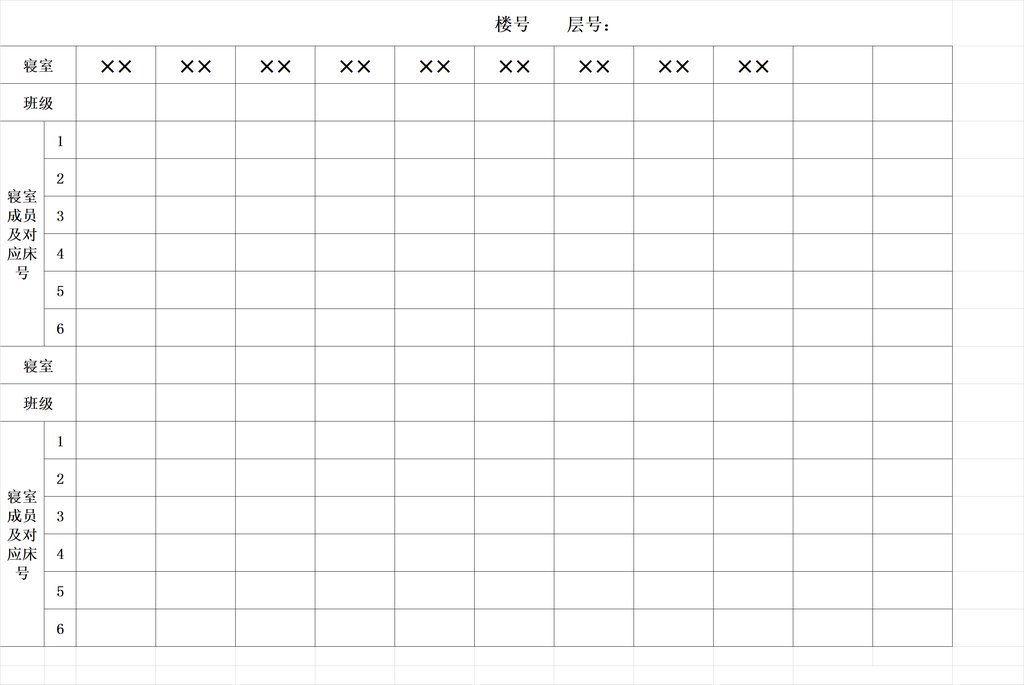 楼号 层号：
寝室 ×× ×× ×× ×× ×× ×× ×× ×× ××
班级
寝室
成员
及对
应床
号
1
2
3
4
5
6
寝室
班级
寝室
成员
及对
应床
号
1
2
3
4
5
6